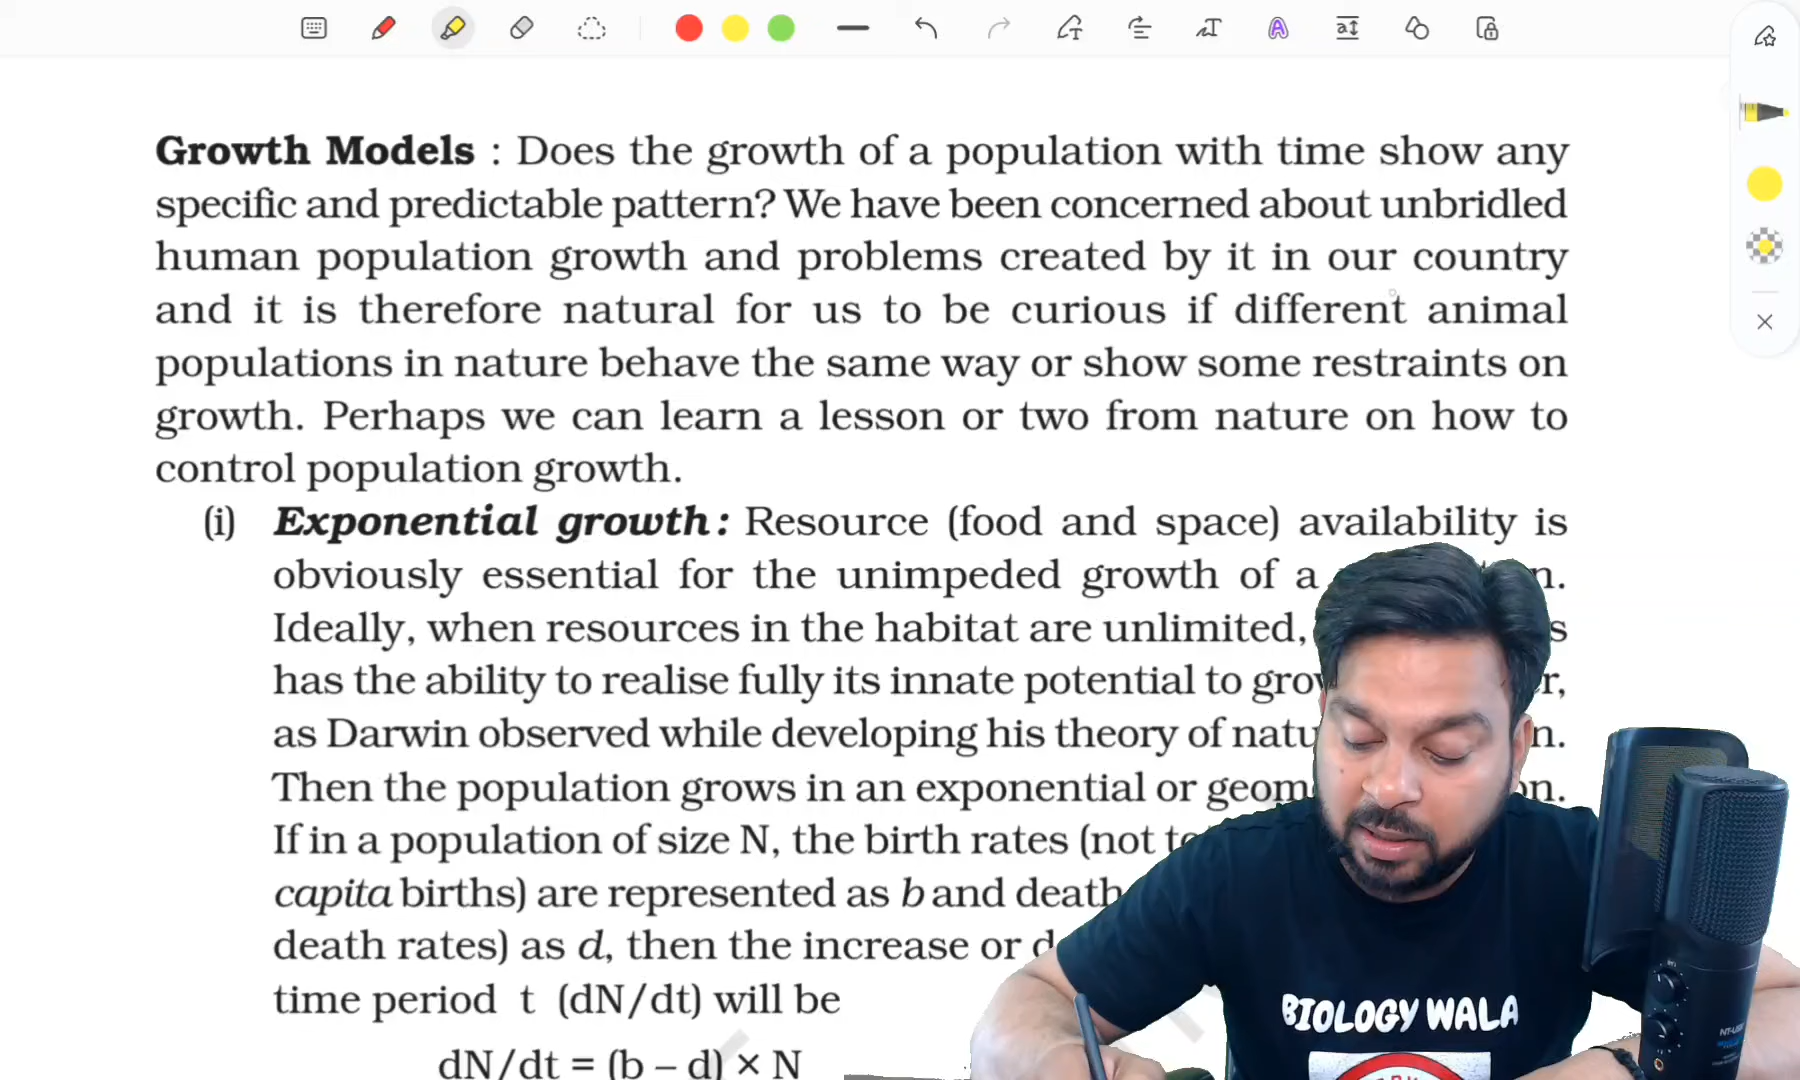 Growth Models : Does the growth of a population with time show any
specific and predictable pattern? We have been concerned about unbridled
human population growth and problems created by it in our country
and it is therefore natural for us to be curious if different animal
populations in nature behave the same way or show some restraints on
growth. Perhaps we can learn a lesson or two from nature on how to
control population growth.
(i) Exponential growth: Resource (food and space) availability is
obviously essential for the unimpeded growth of a n.
Ideally, when resources in the habitat are unlimited, s
has the ability to realise fully its innate potential to grow r,
as Darwin observed while developing his theory of natu n.
Then the population grows in an exponential or geom on.
If in a population of size N, the birth rates (not to
capita births) are represented as b and death
death rates) as d, then the increase or d
time period t (dN/dt) will be
dN/dt = (b – d) × N
BIOLOGY WALA